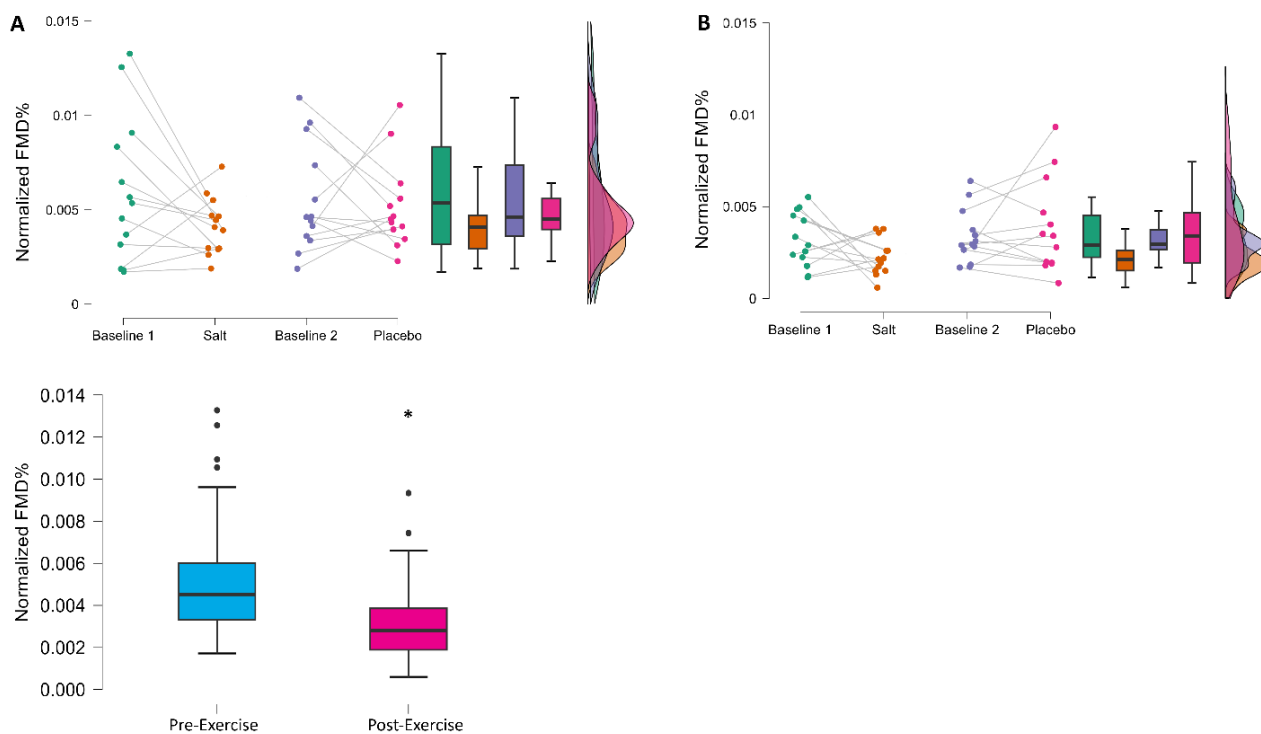 A
Normalized FMD%
0.015
0.01
0.005
0
Baseline 1
Salt
Baseline 2
Placebo
B
Normalized FMD%
0.015
0.01
0.005
0
Baseline 1
Salt
Baseline 2
Placebo
Normalized FMD%
0.014
0.012
0.010
0.008
0.006
0.004
0.002
0.000
*
Pre-Exercise
Post-Exercise